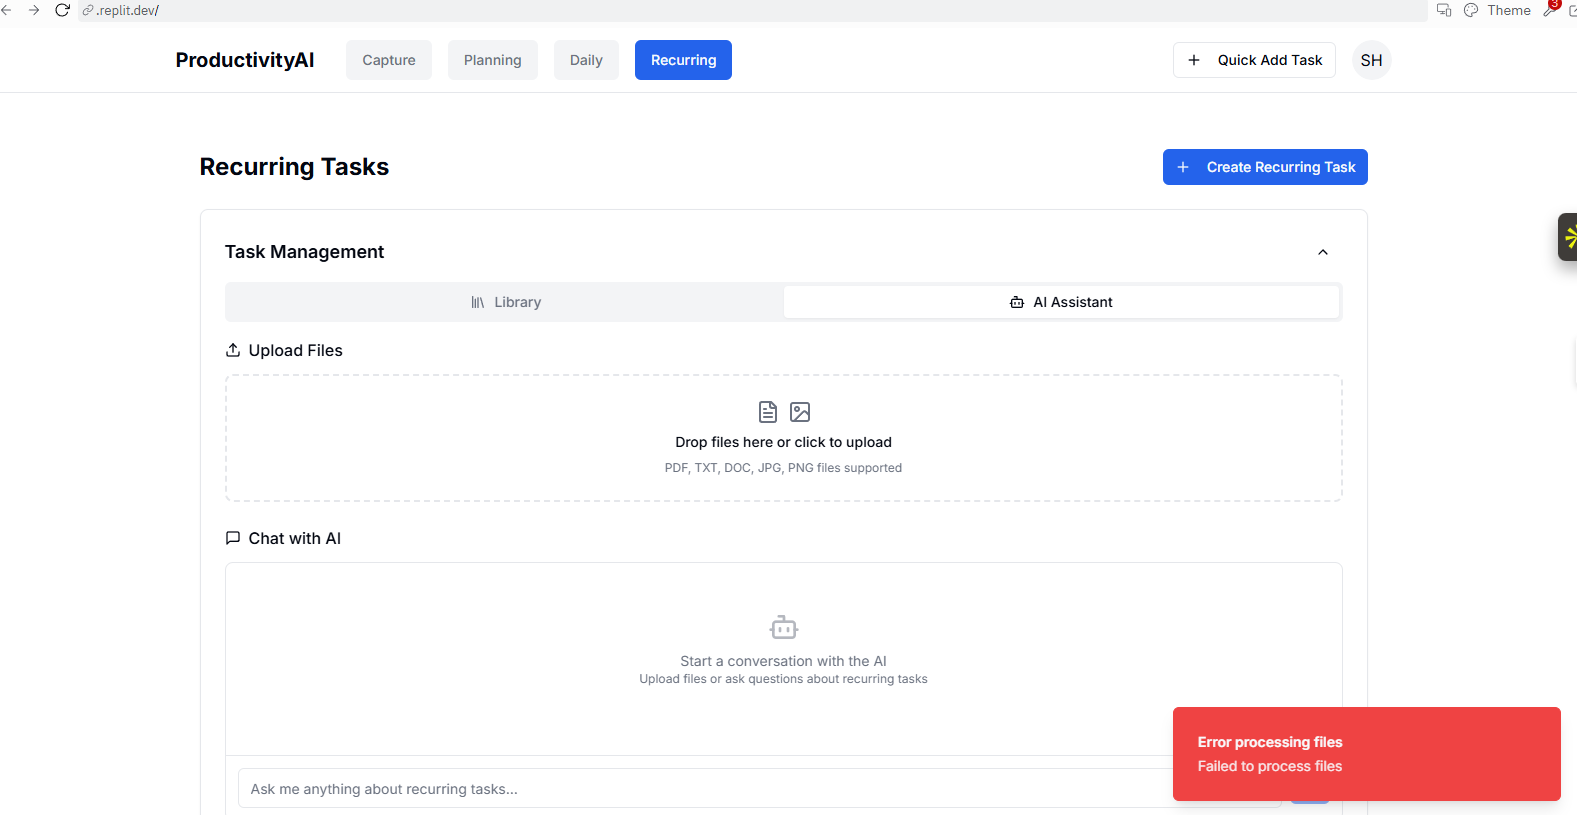 .replit.dev/
Theme
3
ProductivityAI
Capture
Planning
Daily
Recurring
+ Quick Add Task
SH
Recurring Tasks
+ Create Recurring Task
Task Management
Library
AI Assistant
Upload Files
Drop files here or click to upload
PDF, TXT, DOC, JPG, PNG files supported
Chat with AI
Start a conversation with the AI
Upload files or ask questions about recurring tasks
Ask me anything about recurring tasks...
Error processing files
Failed to process files